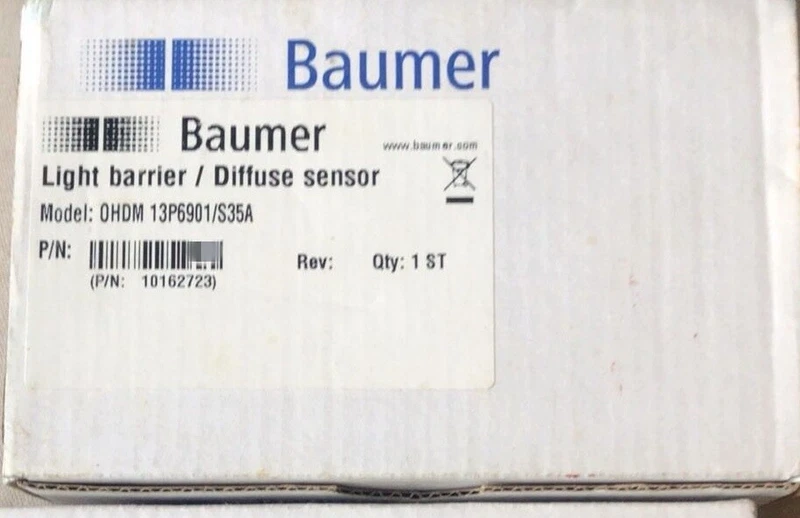 Baumer
Baumer
www.baumer.com
Light barrier / Diffuse sensor
Model: OHDM 13P6901/S35A
P/N:
Rev:
Qty: 1 ST
(P/N: 10162723)